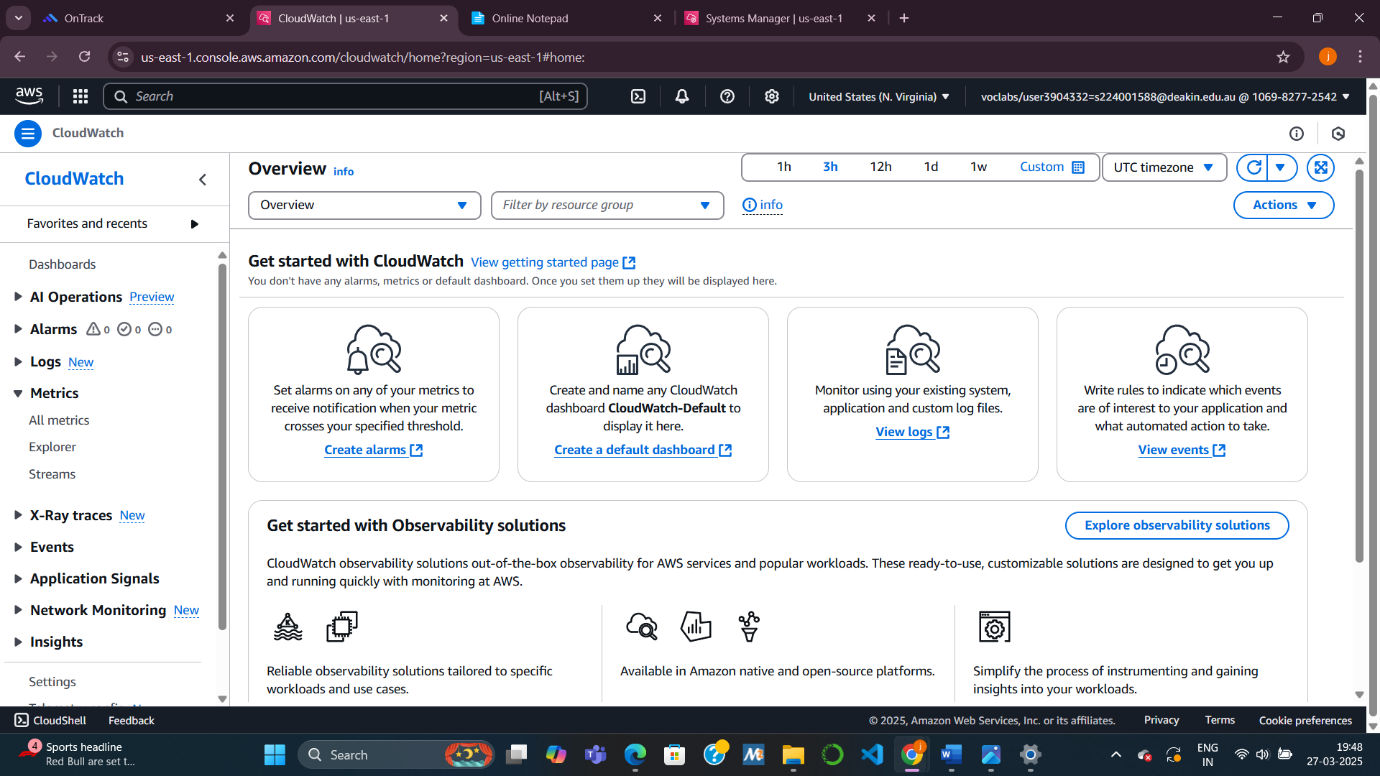 OnTrack
CloudWatch | us-east-1
Online Notepad
Systems Manager | us-east-1
us-east-1.console.aws.amazon.com/cloudwatch/home?region=us-east-1#home:
j
aws
Search
[Alt+S]
United States (N. Virginia)
voclabs/user3904332=s224001588@deakin.edu.au @ 1069-8277-2542
CloudWatch
CloudWatch
Favorites and recents
Dashboards
AI Operations Preview
Alarms 0 0 0
Logs New
Metrics
All metrics
Explorer
Streams
X-Ray traces New
Events
Application Signals
Network Monitoring New
Insights
Settings
Overview info
1h 3h 12h 1d 1w Custom
UTC timezone
Overview
Filter by resource group
info
Actions
Get started with CloudWatch View getting started page
You don't have any alarms, metrics or default dashboard. Once you set them up they will be displayed here.
Set alarms on any of your metrics to
receive notification when your metric
crosses your specified threshold.
Create alarms
Create and name any CloudWatch
dashboard CloudWatch-Default to
display it here.
Create a default dashboard
Monitor using your existing system,
application and custom log files.
View logs
Write rules to indicate which events
are of interest to your application and
what automated action to take.
View events
Get started with Observability solutions
Explore observability solutions
CloudWatch observability solutions out-of-the-box observability for AWS services and popular workloads. These ready-to-use, customizable solutions are designed to get you up
and running quickly with monitoring at AWS.
Reliable observability solutions tailored to specific
workloads and use cases.
Available in Amazon native and open-source platforms.
Simplify the process of instrumenting and gaining
insights into your workloads.
CloudShell
Feedback
© 2025, Amazon Web Services, Inc. or its affiliates.
Privacy
Terms
Cookie preferences
4
Sports headline
Red Bull are set t...
Search
j
ENG
IN
19:48
27-03-2025